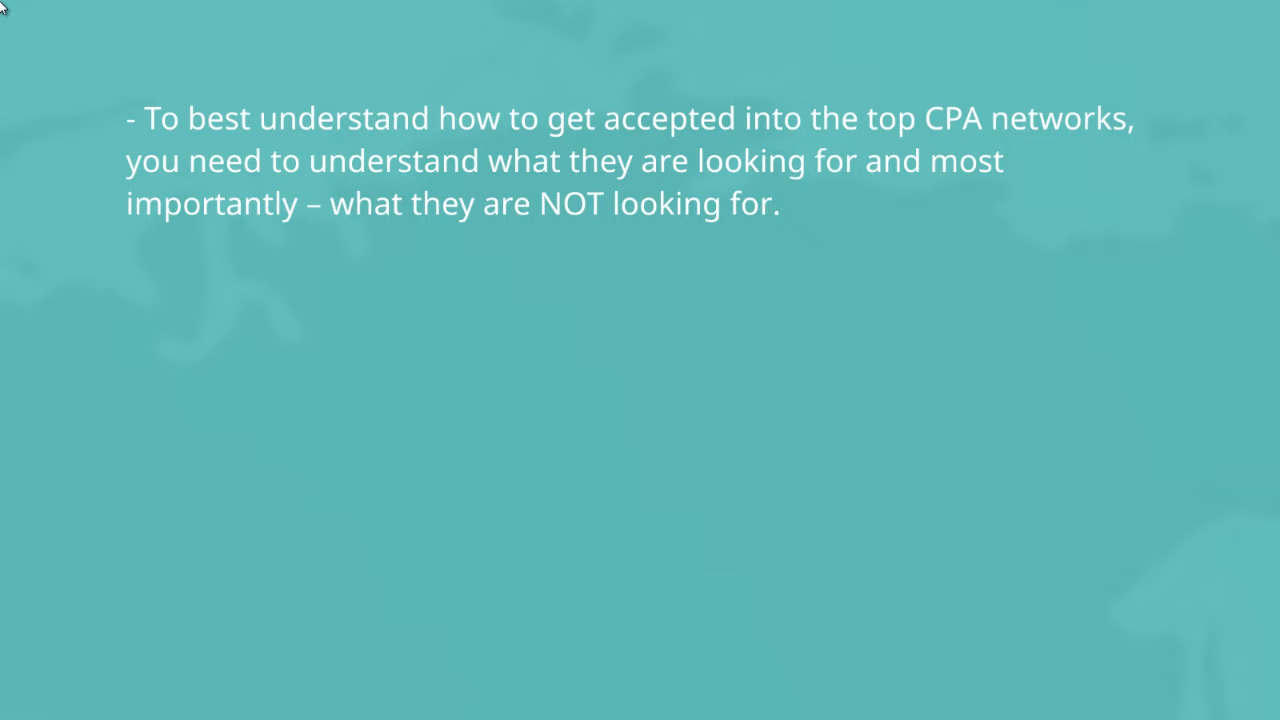 - To best understand how to get accepted into the top CPA networks,
you need to understand what they are looking for and most
importantly – what they are NOT looking for.